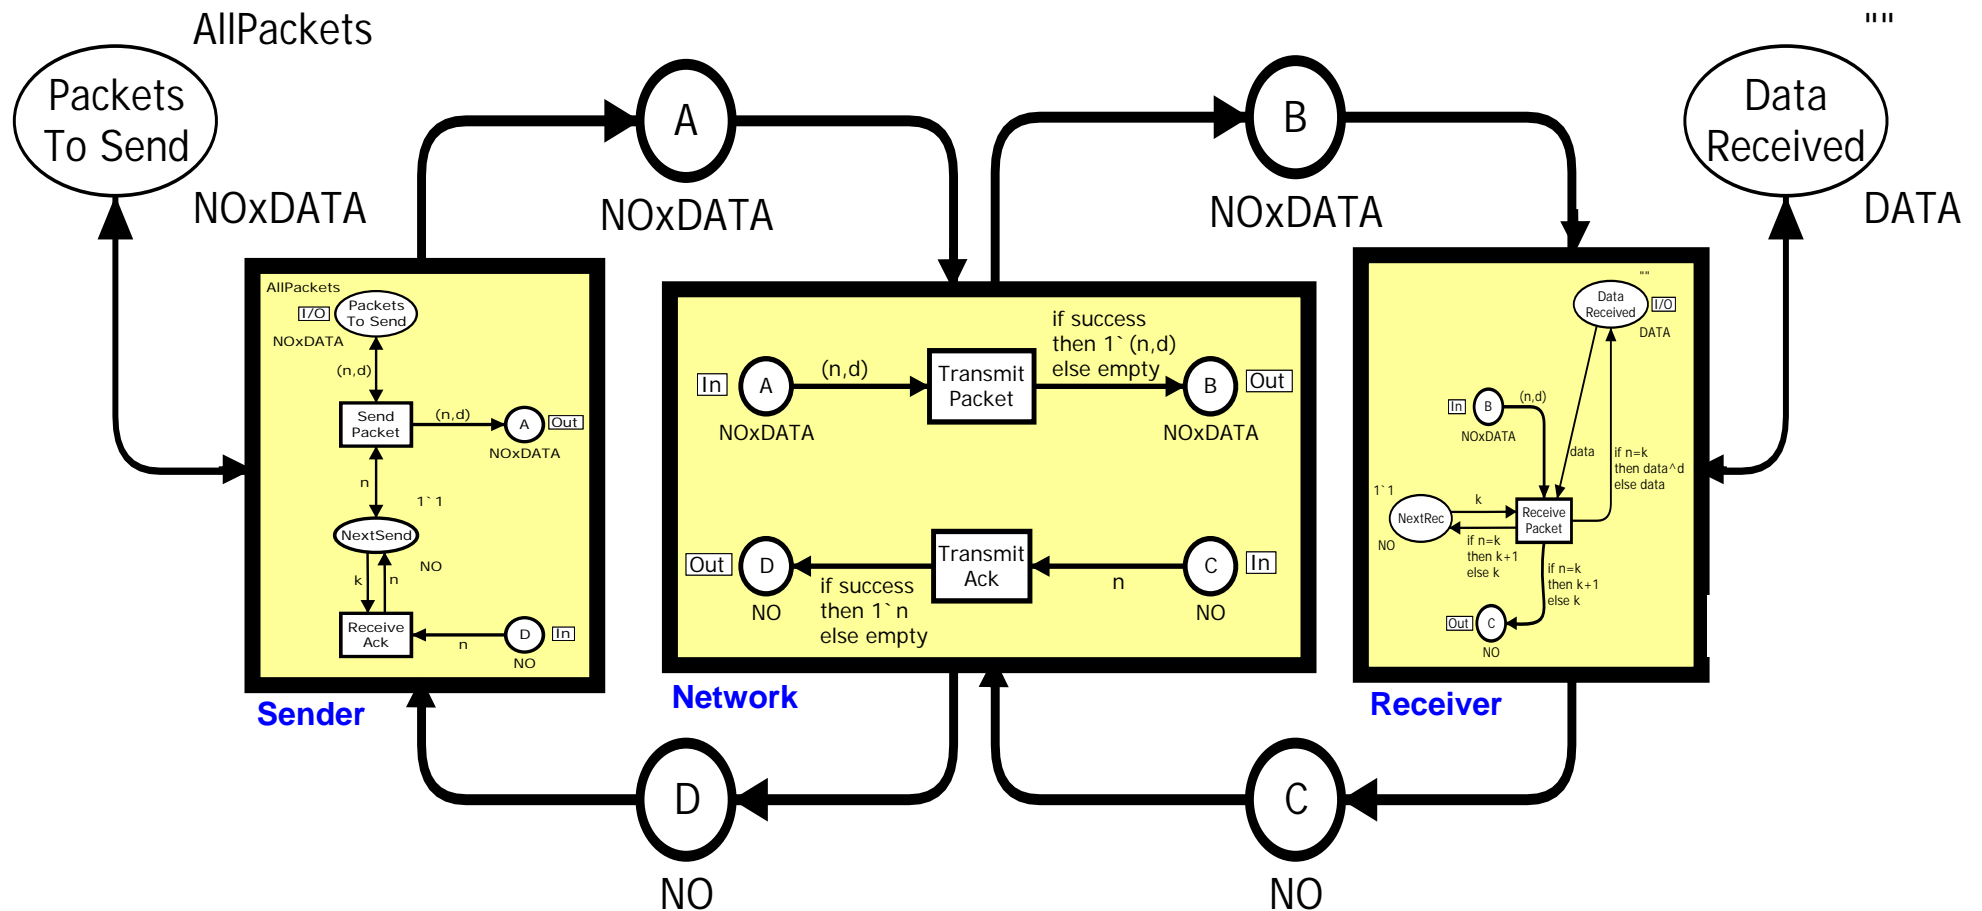 AllPackets
""
Packets
To Send
A
B
Data
Received
NOxDATA
NOxDATA
NOxDATA
DATA
AllPackets
I/O
Packets
To Send
NOxDATA
(n,d)
Send
Packet
(n,d)
A
Out
NOxDATA
n
1`1
NextSend
NO
k
n
Receive
Ack
n
D
In
NO
Sender
In
A
(n,d)
NOxDATA
Transmit
Packet
if success
then 1`(n,d)
else empty
B
Out
NOxDATA
Out
D
NO
if success
then 1`n
else empty
Transmit
Ack
n
C
In
NO
Network
""
Data
Received
I/O
DATA
In
B
(n,d)
NOxDATA
data
if n=k
then data^d
else data
1`1
NextRec
NO
k
if n=k
then k+1
else k
Receive
Packet
if n=k
then k+1
else k
Out
C
NO
Receiver
D
NO
C
NO